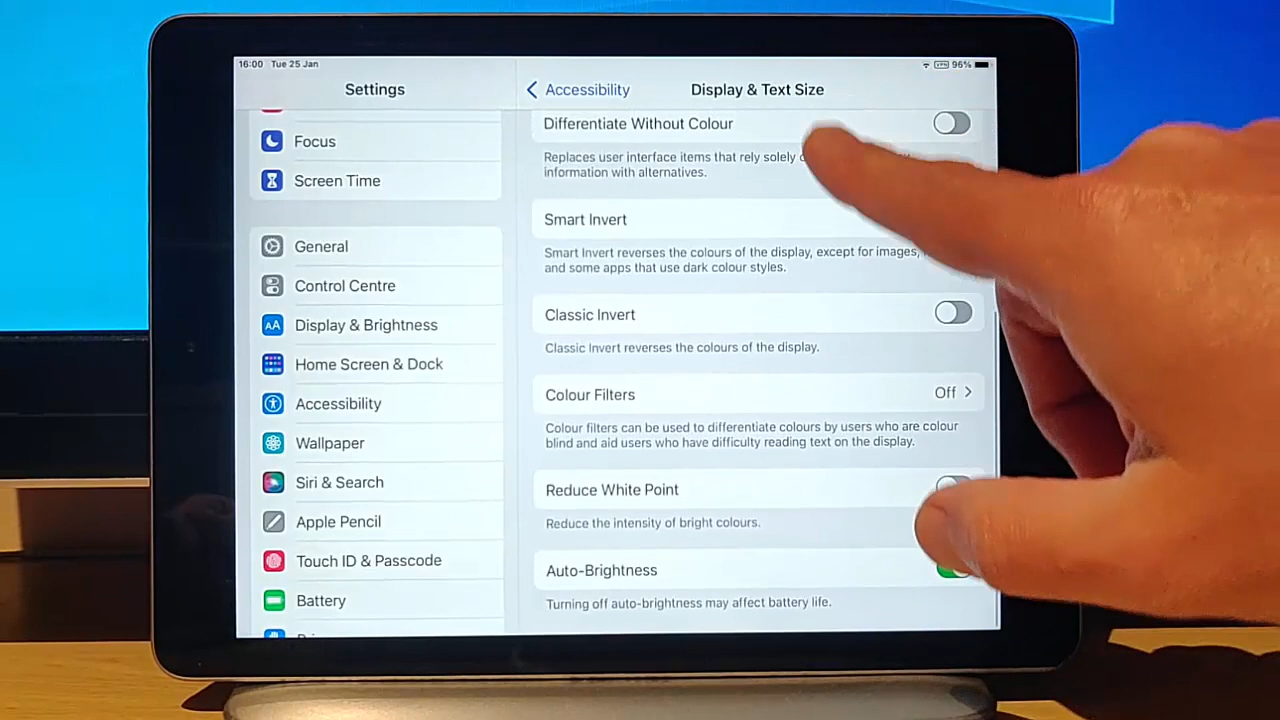 16:00 Tue 25 Jan
VPN 96%
Settings
Accessibility
Display & Text Size
Focus
Screen Time
General
Control Centre
Display & Brightness
Home Screen & Dock
Accessibility
Wallpaper
Siri & Search
Apple Pencil
Touch ID & Passcode
Battery
Differentiate Without Colour
Replaces user interface items that rely solely
information with alternatives.
Smart Invert
Smart Invert reverses the colours of the display, except for images,
and some apps that use dark colour styles.
Classic Invert
Classic Invert reverses the colours of the display.
Colour Filters
Off
Colour filters can be used to differentiate colours by users who are colour
blind and aid users who have difficulty reading text on the display.
Reduce White Point
Reduce the intensity of bright colours.
Auto-Brightness
Turning off auto-brightness may affect battery life.